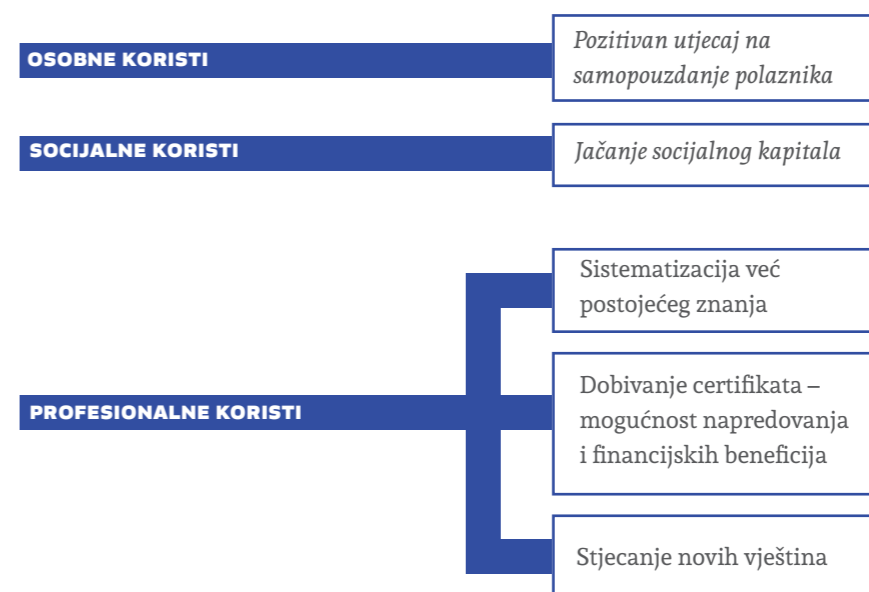 OSOBNE KORISTI
Pozitivan utjecaj na
samopouzdanje polaznika
SOCIJALNE KORISTI
Jačanje socijalnog kapitala
PROFESIONALNE KORISTI
Sistematizacija već
postojećeg znanja
Dobivanje certifikata –
mogućnost napredovanja
i financijskih beneficija
Stjecanje novih vještina